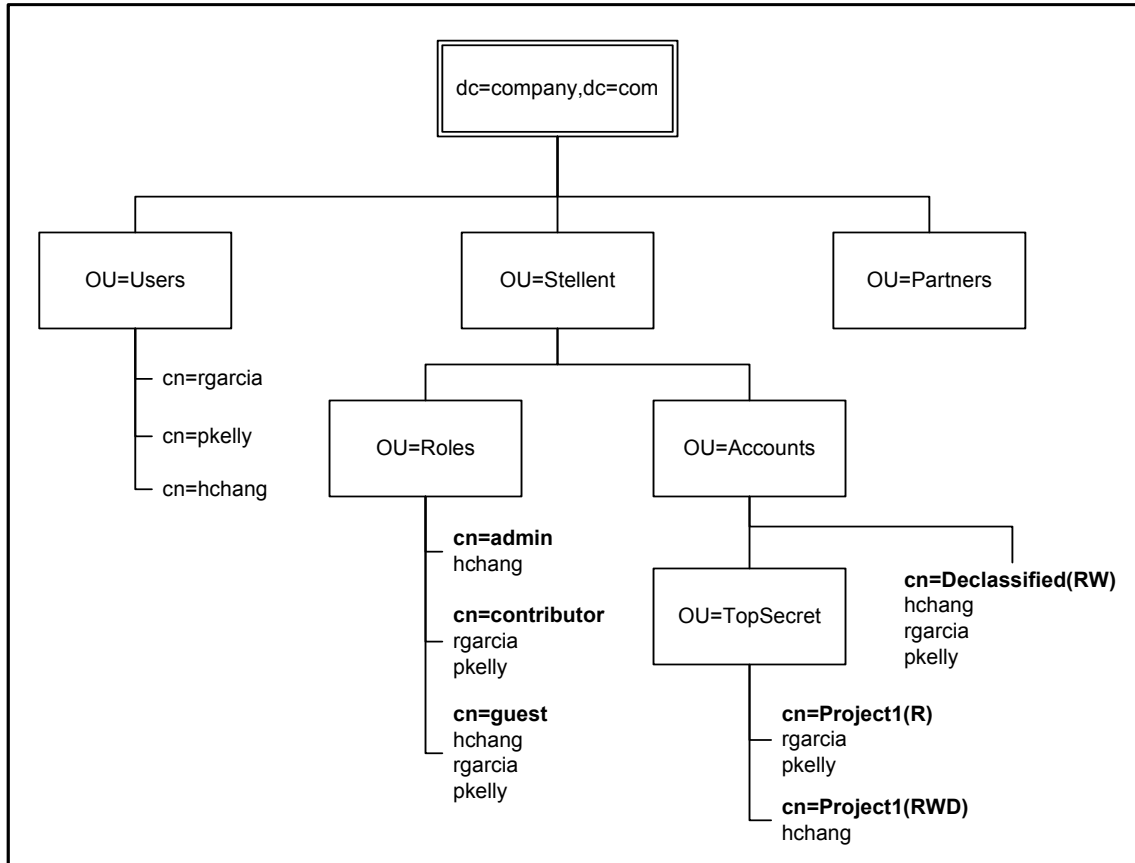 dc=company,dc=com
OU=Users
OU=Stellent
OU=Partners
cn=rgarcia
cn=pkelly
cn=hchang
OU=Roles
OU=Accounts
cn=admin
hchang
cn=contributor
rgarcia
pkelly
cn=guest
hchang
rgarcia
pkelly
OU=TopSecret
cn=Declassified(RW)
hchang
rgarcia
pkelly
cn=Project1(R)
rgarcia
pkelly
cn=Project1(RWD)
hchang